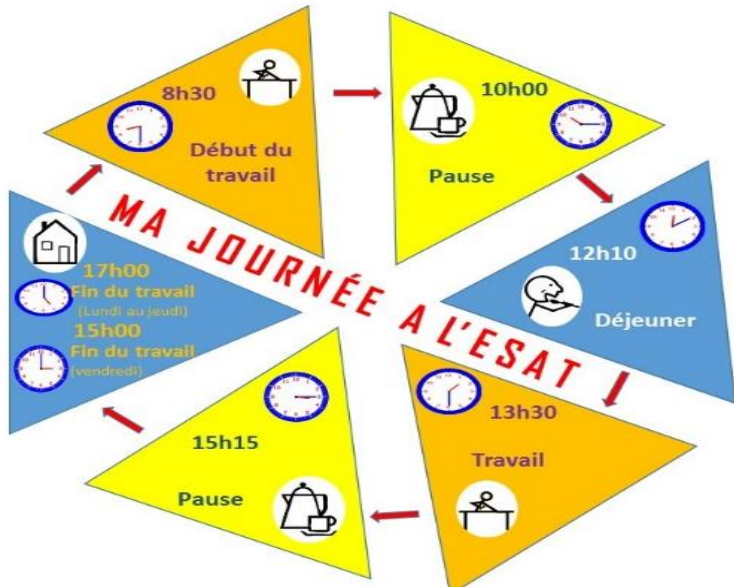 MA JOURNÉE A L'ESAT
8h30
Début du
travail
10h00
Pause
12h10
Déjeuner
13h30
Travail
15h15
Pause
17h00
Fin du travail
(Lundi au jeudi)
15h00
Fin du travail
(vendredi)